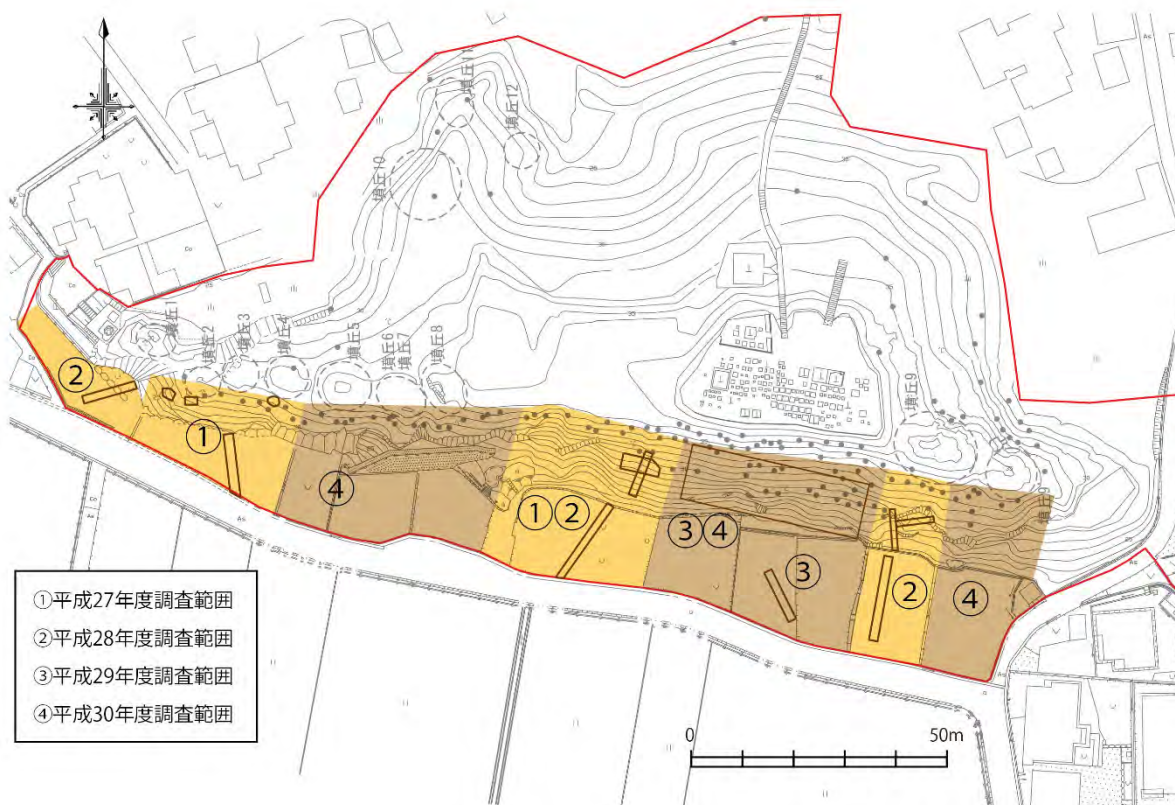 墳丘11
墳丘12
墳丘10
墳丘1
墳丘2
墳丘3
墳丘4
墳丘5
墳丘6
墳丘7
墳丘8
墳丘9
②
①
④
①②
③④
③
②
④
①平成27年度調査範囲
②平成28年度調査範囲
③平成29年度調査範囲
④平成30年度調査範囲
0 50m